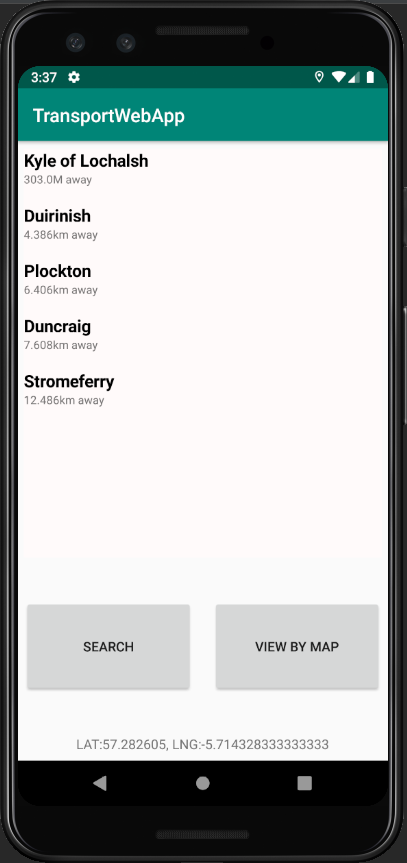 3:37
TransportWebApp
Kyle of Lochalsh
303.0M away
Duirinish
4.386km away
Plockton
6.406km away
Duncraig
7.608km away
Stromeferry
12.486km away
SEARCH
VIEW BY MAP
LAT:57.282605, LNG:-5.714328333333333